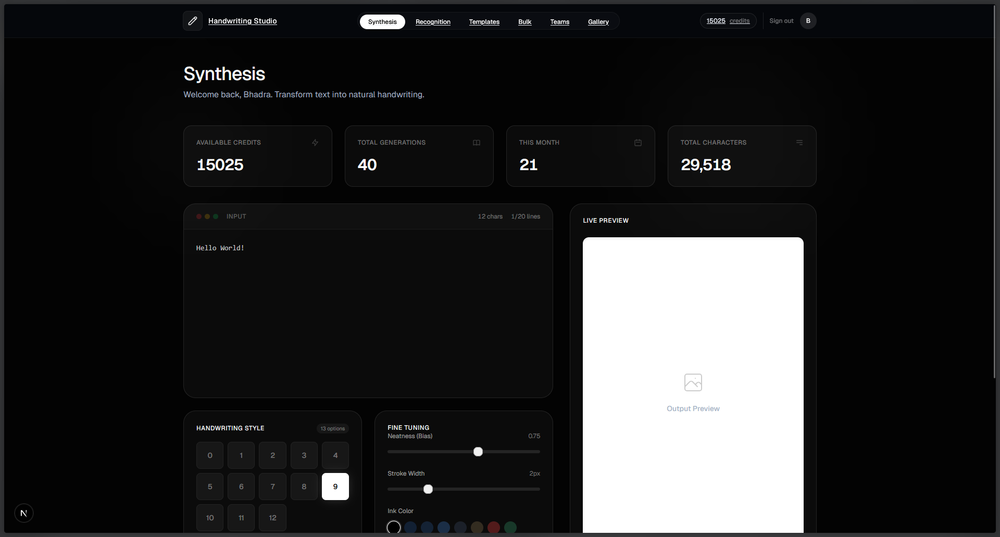 Handwriting Studio
Synthesis Recognition Templates Bulk Teams Gallery
15025 credits Sign out B
Synthesis
Welcome back, Bhadra. Transform text into natural handwriting.
AVAILABLE CREDITS
15025
TOTAL GENERATIONS
40
THIS MONTH
21
TOTAL CHARACTERS
29,518
INPUT 12 chars 1/20 lines
Hello World!
LIVE PREVIEW
Output Preview
HANDWRITING STYLE 13 options
0 1 2 3 4
5 6 7 8 9
10 11 12
FINE TUNING
Neatness (Bias) 0.75
Stroke Width 2px
Ink Color
N